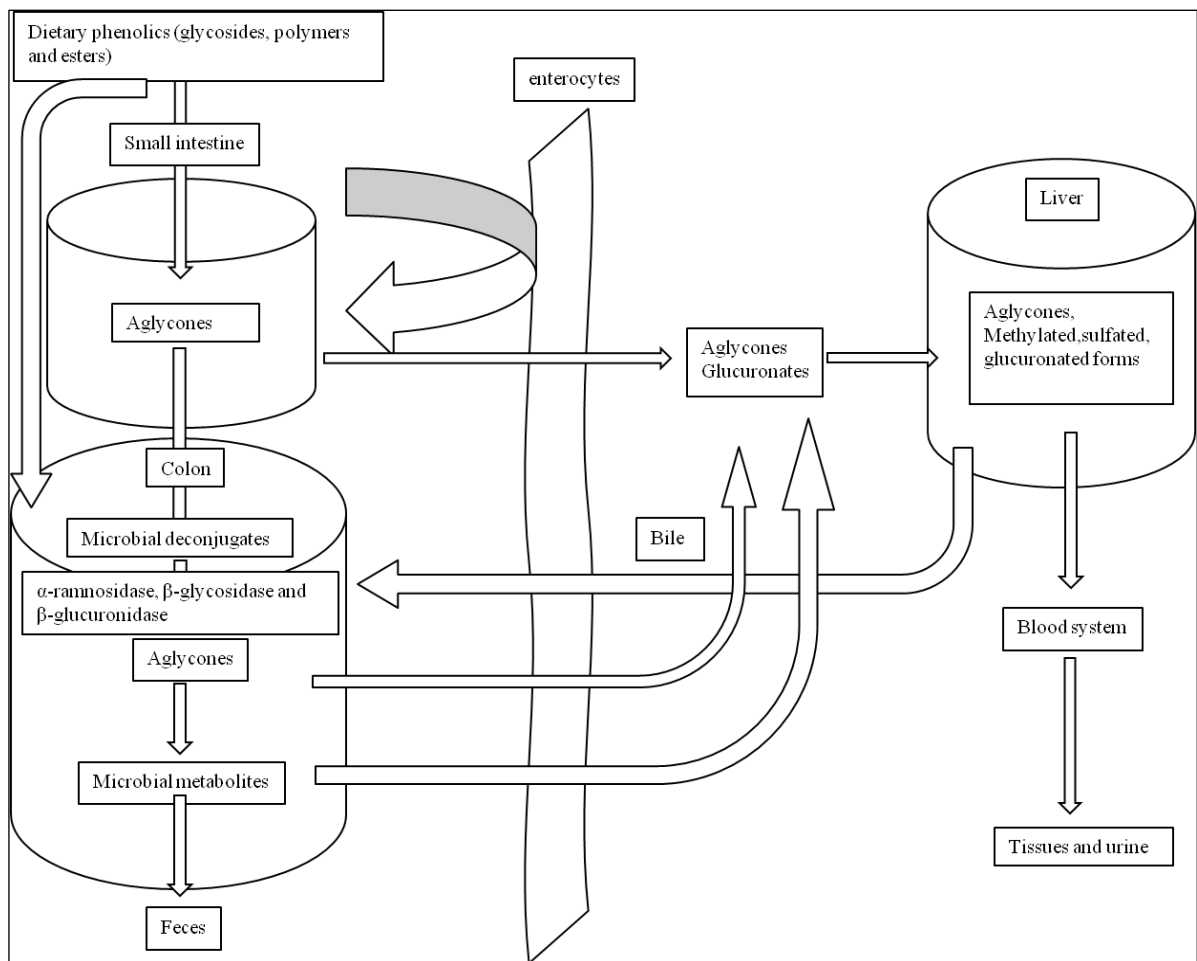 Dietary phenolics (glycosides, polymers
and esters)
enterocytes
Small intestine
Liver
Aglycones
Aglycones
Glucuronates
Aglycones,
Methylated,sulfated,
glucuronated forms
Colon
Microbial deconjugates
Bile
α-ramnosidase, β-glycosidase and
β-glucuronidase
Aglycones
Blood system
Microbial metabolites
Tissues and urine
Feces